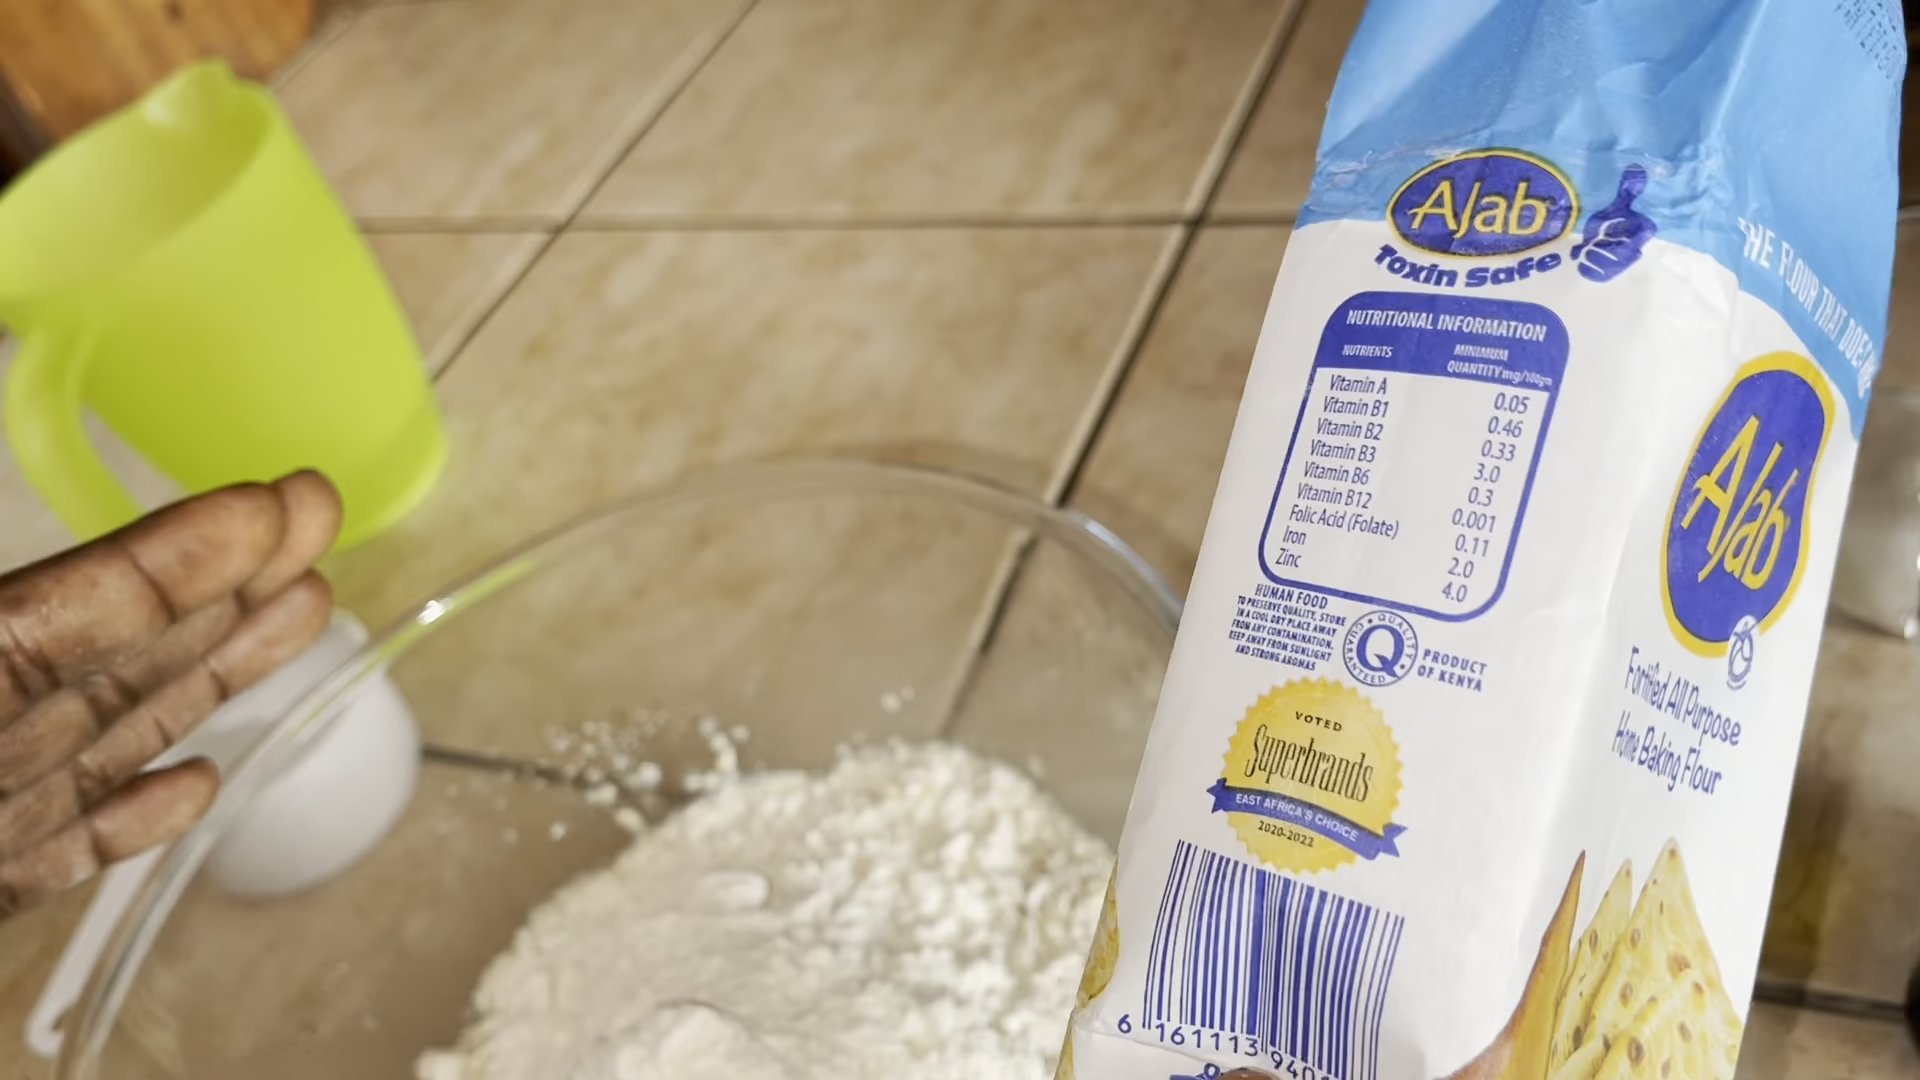 Ajab
Toxin Safe
NUTRITIONAL INFORMATION
NUTRIENTS MINIMUM QUANTITY mg/100gm
Vitamin A 0.05
Vitamin B1 0.46
Vitamin B2 0.33
Vitamin B3 3.0
Vitamin B6 0.3
Vitamin B12 0.001
Folic Acid (Folate) 0.11
Iron 2.0
Zinc 4.0
HUMAN FOOD
TO PRESERVE QUALITY, STORE
IN A COOL DRY PLACE AWAY
FROM ANY CONTAMINATION,
KEEP AWAY FROM SUNLIGHT
AND STRONG AROMAS
QUALITY
Q
GUARANTEED
PRODUCT
OF KENYA
VOTED
Superbrands
EAST AFRICA'S CHOICE
2020-2022
6 161113 940
THE FLOUR THAT
Ajab
Fortified All Purpose
Home Baking Flour